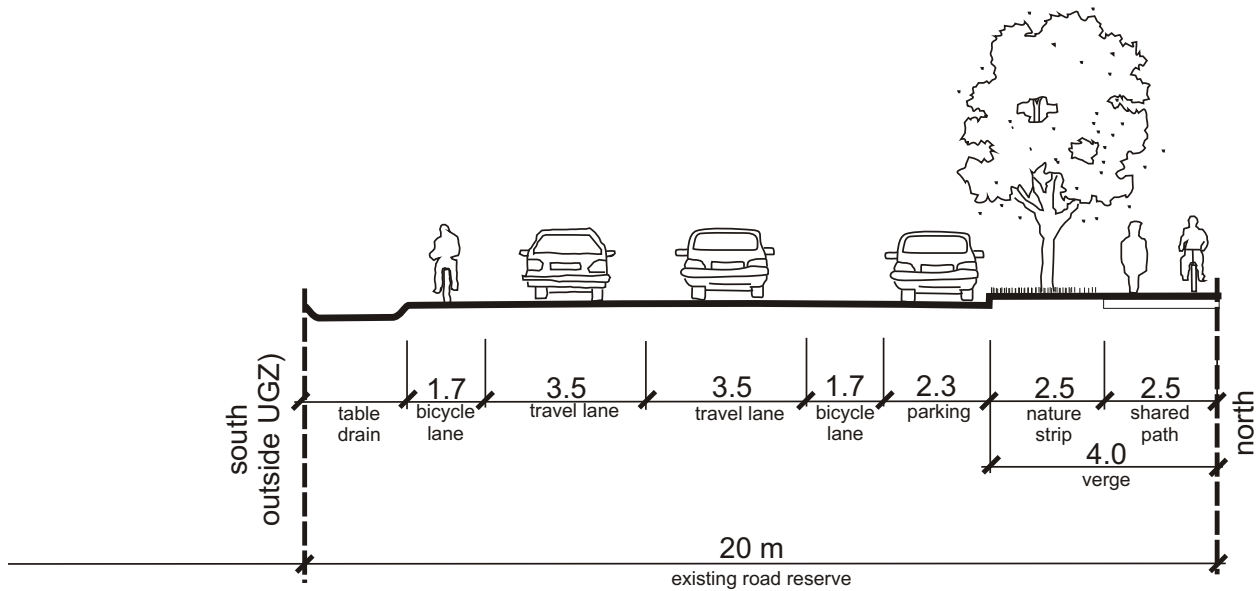 south
outside UGZ)
table
drain
1.7
bicycle
lane
3.5
travel lane
3.5
travel lane
1.7
bicycle
lane
2.3
parking
2.5
nature
strip
2.5
shared
path
4.0
verge
north
20 m
existing road reserve